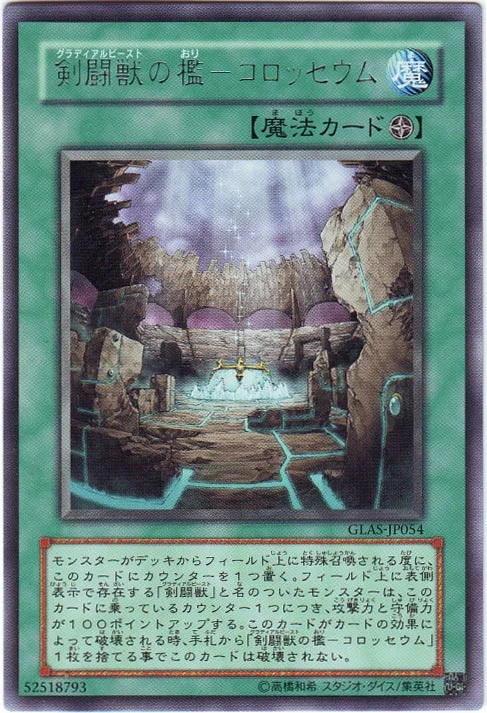 グラディアルビースト おり
剣闘獣の檻－コロッセウム
魔
ま ほう
【魔法カード】
GLAS-JP054
モンスターがデッキからフィールド上に特殊召喚される度に、
このカードにカウンターを１つ置く。フィールド上に表側
表示で存在する「剣闘獣」と名のついたモンスターは、この
カードに乗っているカウンター１つにつき、攻撃力と守備力
が１００ポイントアップする。このカードがカードの効果に
よって破壊される時、手札から「剣闘獣の檻－コロッセウム」
１枚を捨てる事でこのカードは破壊されない。
52518793
©高橋和希 スタジオ・ダイス/集英社